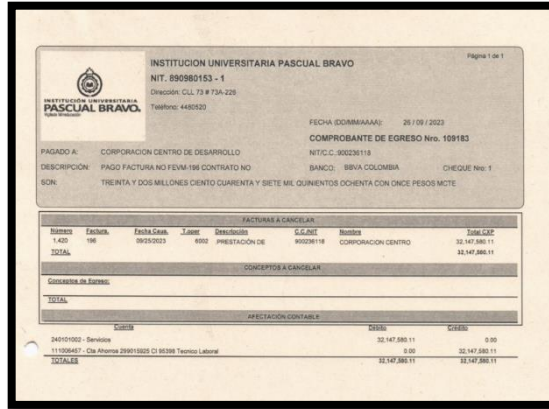 Página 1 de 1
INSTITUCION UNIVERSITARIA PASCUAL BRAVO
NIT. 890980153 - 1
Dirección: CLL 73 # 73A-226
Teléfono: 4480520
INSTITUCIÓN UNIVERSITARIA
PASCUAL BRAVO.
FECHA (DD/MM/AAAA): 26 / 09 / 2023
COMPROBANTE DE EGRESO Nro. 109183
PAGADO A: CORPORACION CENTRO DE DESARROLLO NIT/C.C. 900236118
DESCRIPCIÓN: PAGO FACTURA NO FEVM-196 CONTRATO NO BANCO: BBVA COLOMBIA CHEQUE Nro: 1
SON: TREINTA Y DOS MILLONES CIENTO CUARENTA Y SIETE MIL QUINIENTOS OCHENTA CON ONCE PESOS MCTE
FACTURAS A CANCELAR
Número Factura. Fecha Caus. T.oper Descripción C.C./NIT Nombre Total CXP
1,420 196 09/25/2023 6002 PRESTACIÓN DE 900236118 CORPORACION CENTRO 32,147,580.11
TOTAL 32,147,580.11
CONCEPTOS A CANCELAR
Conceptos de Egreso:
TOTAL
AFECTACIÓN CONTABLE
Cuenta Débito Crédito
240101002 - Servicios 32,147,580.11 0.00
111006457 - Cta Ahorros 299015925 CI 95398 Tecnico Laboral 0.00 32,147,580.11
TOTALES 32,147,580.11 32,147,580.11